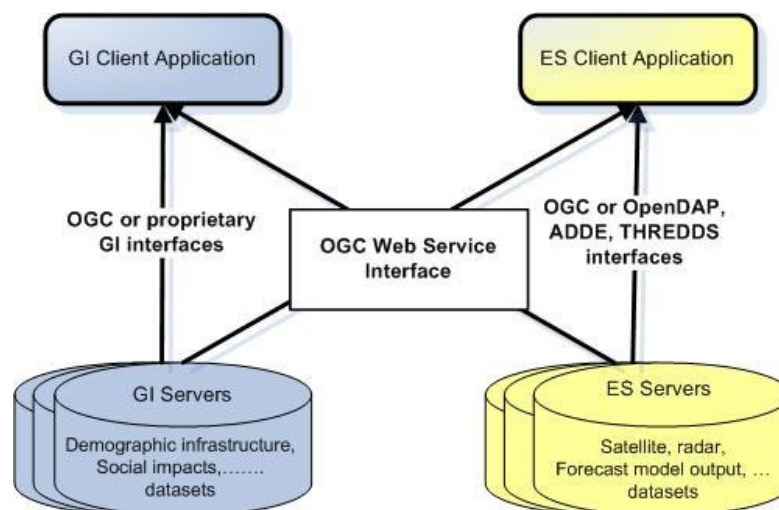 GI Client Application
ES Client Application
OGC or proprietary
GI interfaces
OGC Web Service
Interface
OGC or OpenDAP,
ADDE, THREDDS
interfaces
GI Servers
Demographic infrastructure,
Social impacts,.......
datasets
ES Servers
Satellite, radar,
Forecast model output, ...
datasets